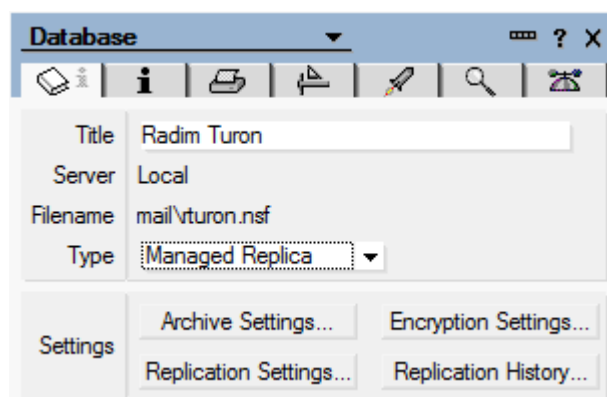 Database
? X
i
Title Radim Turon
Server Local
Filename mail\rturon.nsf
Type Managed Replica
Archive Settings... Encryption Settings...
Settings
Replication Settings... Replication History...